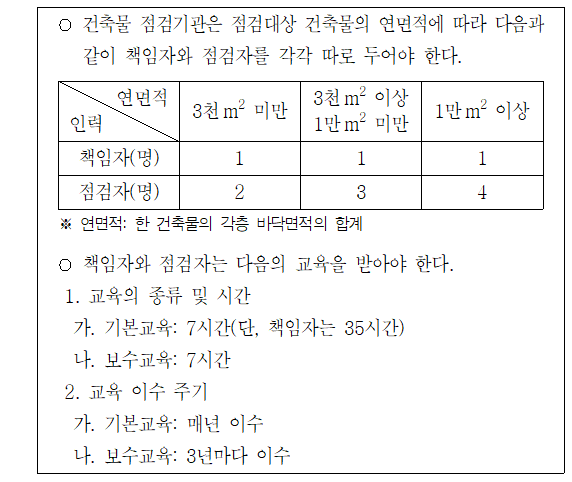 ○ 건축물 점검기관은 점검대상 건축물의 연면적에 따라 다음과
같이 책임자와 점검자를 각각 따로 두어야 한다.
연면적
인력
3천m² 미만
3천m² 이상
1만m² 미만
1만m² 이상
책임자(명) 1 1 1
점검자(명) 2 3 4
※ 연면적: 한 건축물의 각층 바닥면적의 합계
○ 책임자와 점검자는 다음의 교육을 받아야 한다.
1. 교육의 종류 및 시간
가. 기본교육: 7시간(단, 책임자는 35시간)
나. 보수교육: 7시간
2. 교육 이수 주기
가. 기본교육: 매년 이수
나. 보수교육: 3년마다 이수